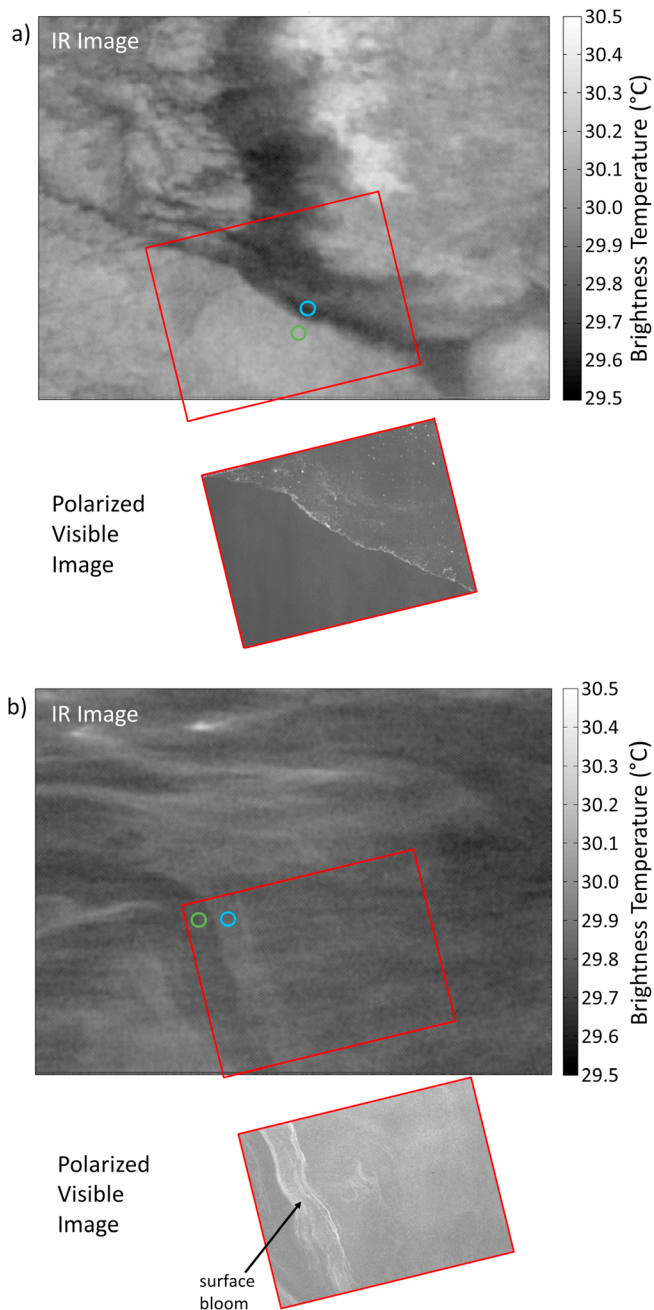 a)
IR Image
30.5
30.4
30.3
30.2
30.1
30.0
29.9
29.8
29.7
29.6
29.5
Brightness Temperature (°C)
Polarized
Visible
Image
b)
IR Image
30.5
30.4
30.3
30.2
30.1
30.0
29.9
29.8
29.7
29.6
29.5
Brightness Temperature (°C)
Polarized
Visible
Image
surface
bloom